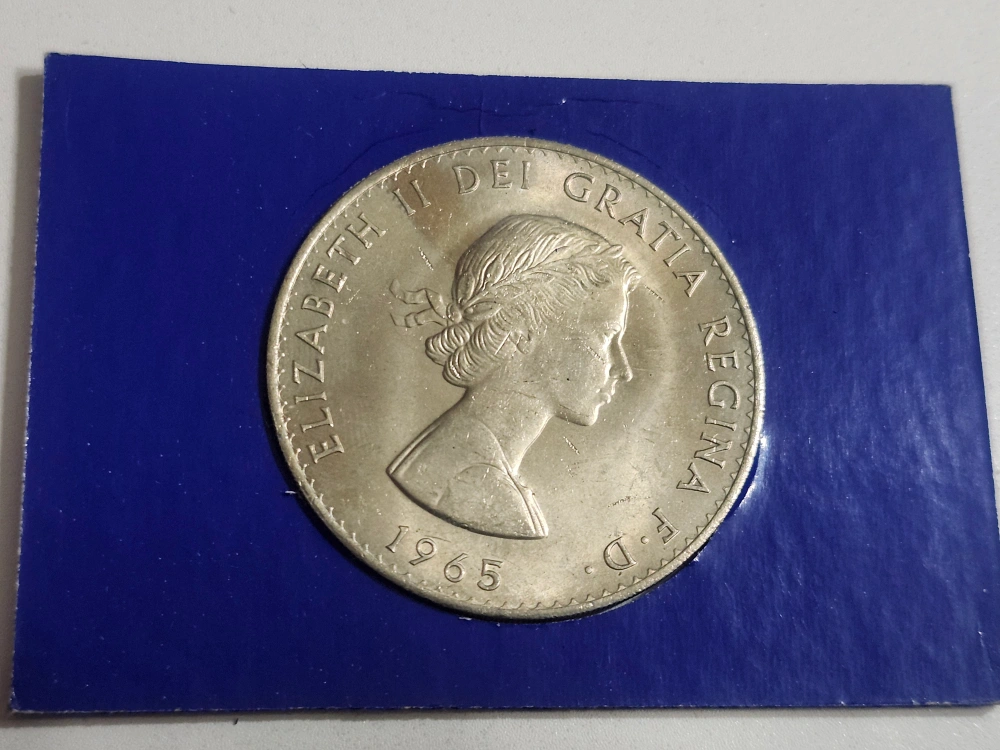 ELIZABETH II DEI GRATIA REGINA F·D·
1965